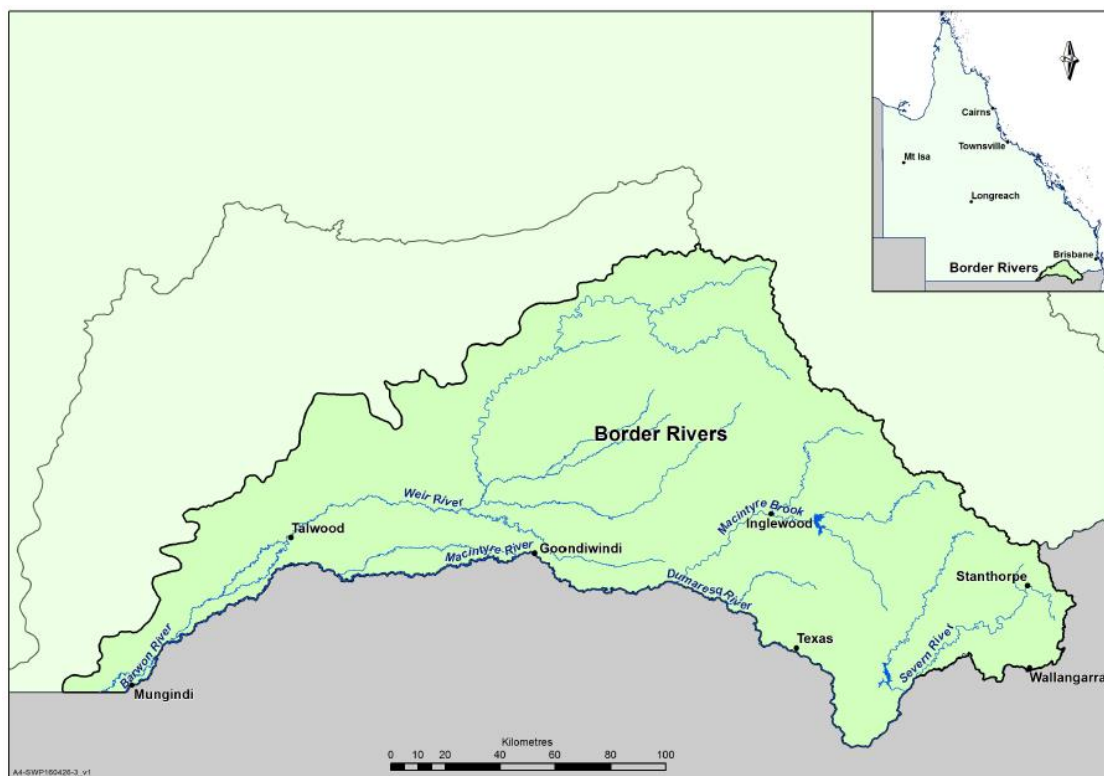 Cairns
Townsville
Mt Isa
Longreach
Brisbane
Border Rivers
Border Rivers
Weir River
Macintyre Brook
Inglewood
Talwood
Macintyre River
Goondiwindi
Dumaresq River
Stanthorpe
Severn River
Texas
Barwon River
Mungindi
Wallangarra
Kilometres
0 10 20 40 60 80 100
A4-SWP160426-3_v1